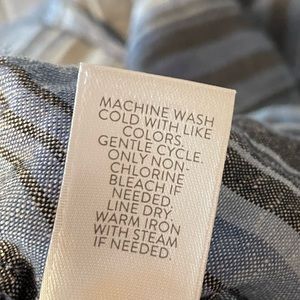 MACHINE WASH
COLD WITH LIKE
COLORS.
GENTLE CYCLE.
ONLY NON-
CHLORINE
BLEACH IF
NEEDED.
LINE DRY.
WARM IRON
WITH STEAM
IF NEEDED.